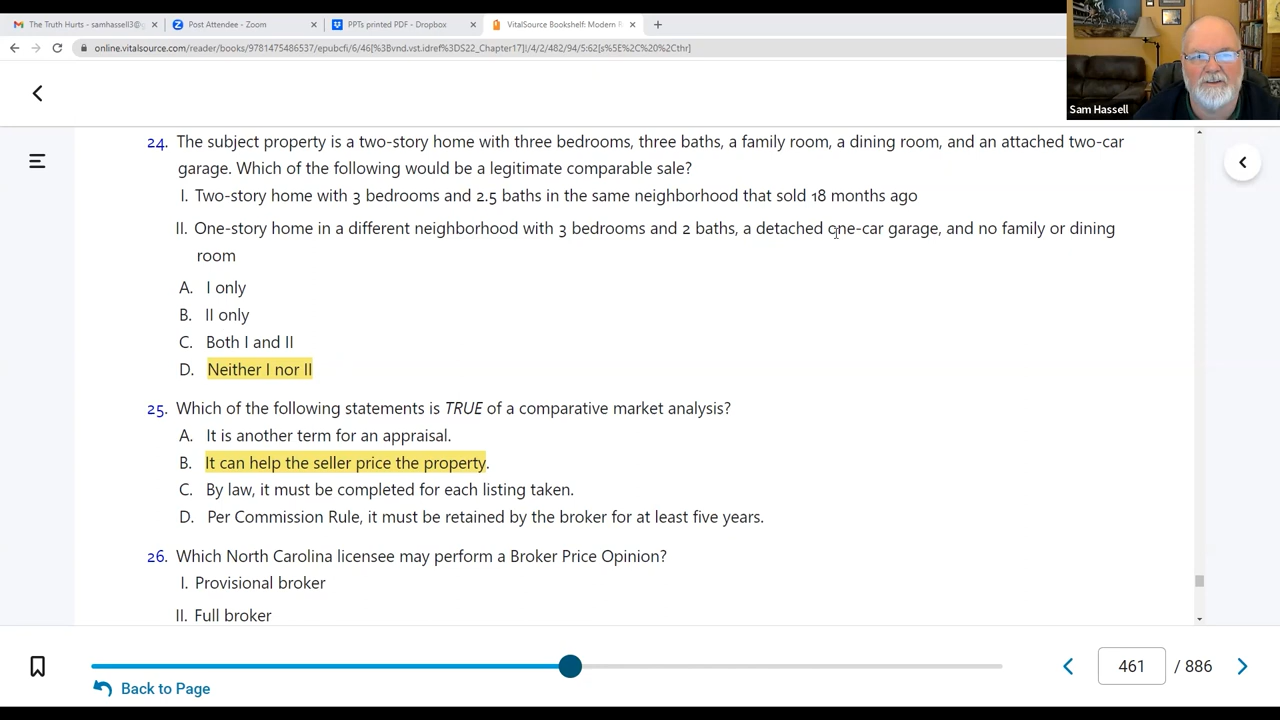 The Truth Hurts - samhassell3@g
Post Attendee - Zoom
PPTs printed PDF - Dropbox
VitalSource Bookshelf: Modern R
online.vitalsource.com/reader/books/9781475486537/epubcfi/6/46[%3Bvnd.vst.idref%3DS22_Chapter17]!/4/2/482/94/5:62[s%5E%2C%20%2Cthr]
Sam Hassell
24. The subject property is a two-story home with three bedrooms, three baths, a family room, a dining room, and an attached two-car
garage. Which of the following would be a legitimate comparable sale?
I. Two-story home with 3 bedrooms and 2.5 baths in the same neighborhood that sold 18 months ago
II. One-story home in a different neighborhood with 3 bedrooms and 2 baths, a detached one-car garage, and no family or dining
room
A. I only
B. II only
C. Both I and II
D. Neither I nor II
25. Which of the following statements is TRUE of a comparative market analysis?
A. It is another term for an appraisal.
B. It can help the seller price the property.
C. By law, it must be completed for each listing taken.
D. Per Commission Rule, it must be retained by the broker for at least five years.
26. Which North Carolina licensee may perform a Broker Price Opinion?
I. Provisional broker
II. Full broker
461 / 886
Back to Page